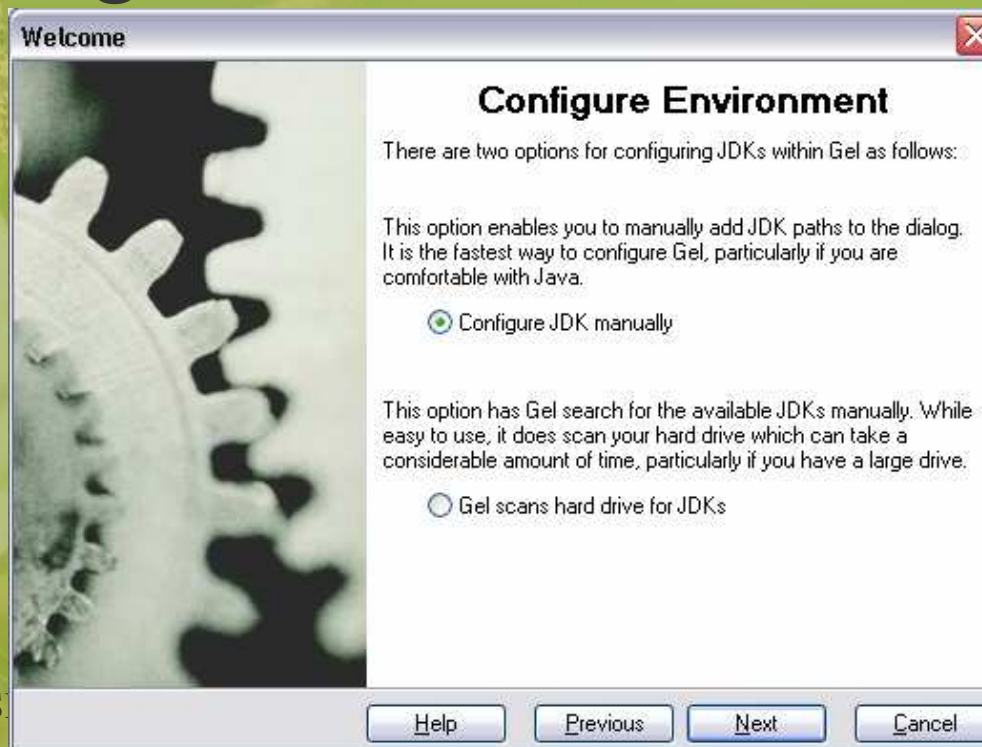 Welcome
Configure Environment
There are two options for configuring JDKs within Gel as follows:
This option enables you to manually add JDK paths to the dialog.
It is the fastest way to configure Gel, particularly if you are
comfortable with Java.
Configure JDK manually
This option has Gel search for the available JDKs manually. While
easy to use, it does scan your hard drive which can take a
considerable amount of time, particularly if you have a large drive.
Gel scans hard drive for JDKs
Help Previous Next Cancel